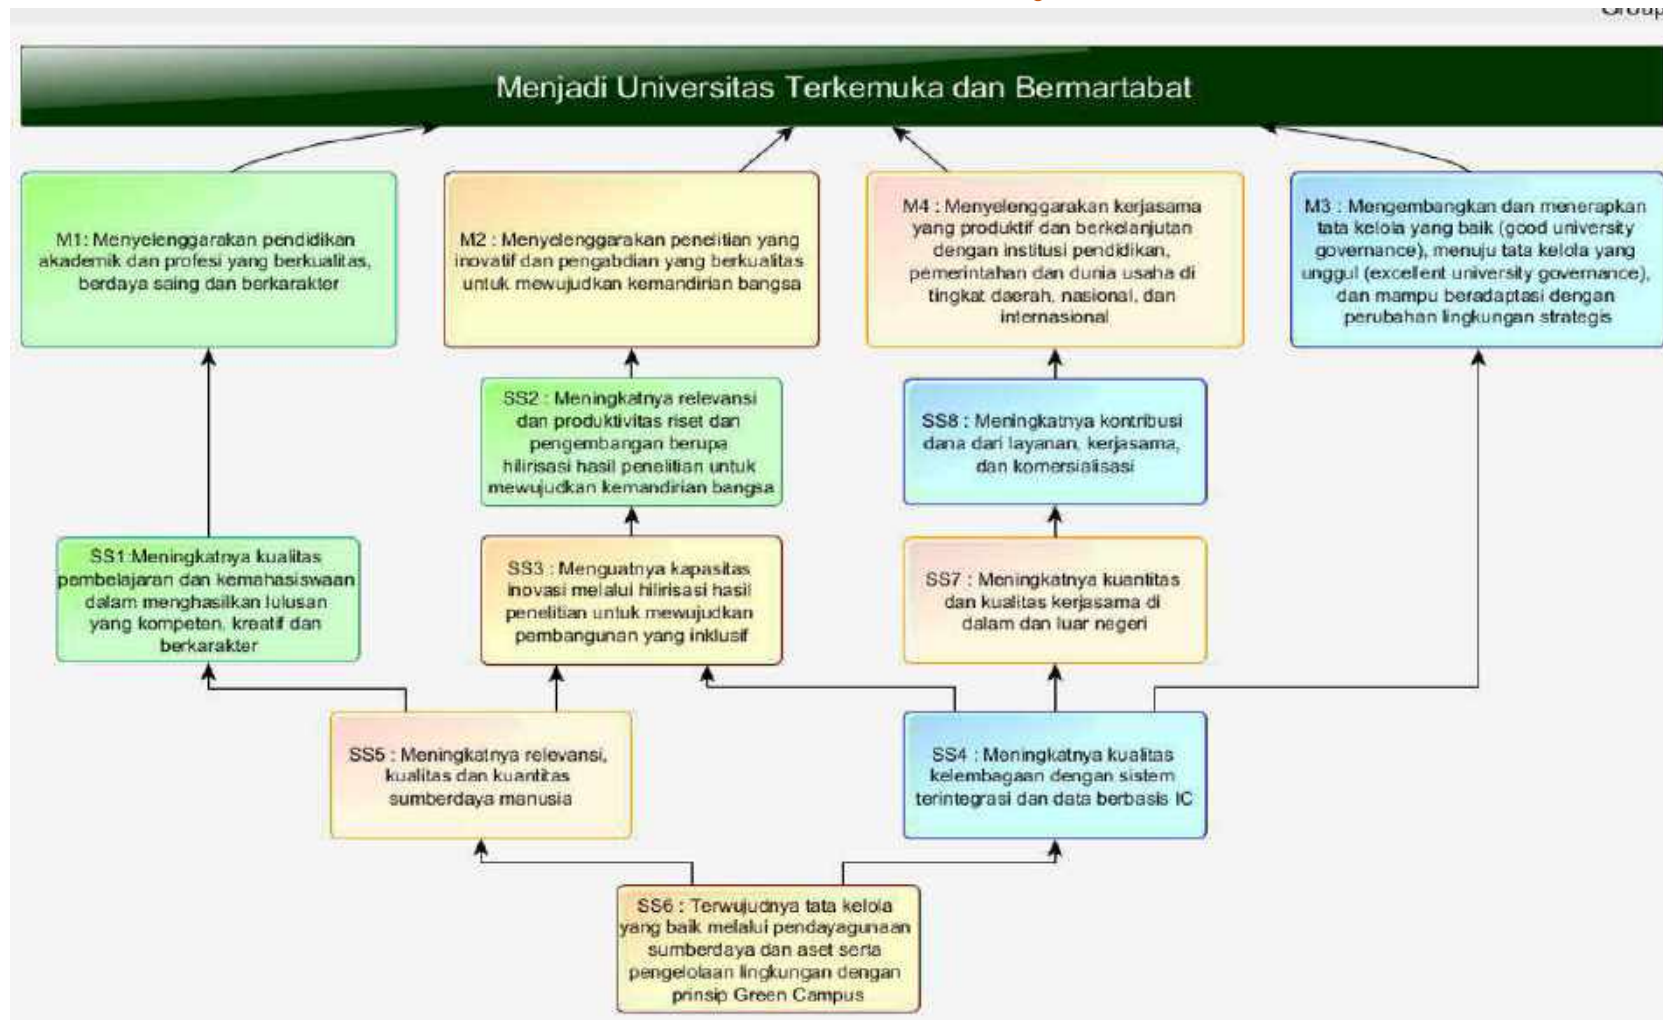 Menjadi Universitas Terkemuka dan Bermartabat
M1: Menyelenggarakan pendidikan
akademik dan profesi yang berkualitas,
berdaya saing dan berkarakter
M2 : Menyelenggarakan penelitian yang
inovatif dan pengabdian yang berkualitas
untuk mewujudkan kemandirian bangsa
M4 : Menyelenggarakan kerjasama
yang produktif dan berkelanjutan
dengan institusi pendidikan,
pemerintahan dan dunia usaha di
tingkat daerah, nasional, dan
internasional
M3 : Mengembangkan dan menerapkan
tata kelola yang baik (good university
governance), menuju tata kelola yang
unggul (excellent university governance),
dan mampu beradaptasi dengan
perubahan lingkungan strategis
SS2 : Meningkatnya relevansi
dan produktivitas riset dan
pengembangan berupa
hilirisasi hasil penelitian untuk
mewujudkan kemandirian bangsa
SS8 : Meningkatnya kontribusi
dana dari layanan, kerjasama,
dan komersialisasi
SS1:Meningkatnya kualitas
pembelajaran dan kemahasiswaan
dalam menghasilkan lulusan
yang kompeten, kreatif dan
berkarakter
SS3 : Menguatnya kapasitas
inovasi melalui hilirisasi hasil
penelitian untuk mewujudkan
pembangunan yang inklusif
SS7 : Meningkatnya kuantitas
dan kualitas kerjasama di
dalam dan luar negeri
SS5 : Meningkatnya relevansi,
kualitas dan kuantitas
sumberdaya manusia
SS4 : Meningkatnya kualitas
kelembagaan dengan sistem
terintegrasi dan data berbasis IC
SS6 : Terwujudnya tata kelola
yang baik melalui pendayagunaan
sumberdaya dan aset serta
pengelolaan lingkungan dengan
prinsip Green Campus